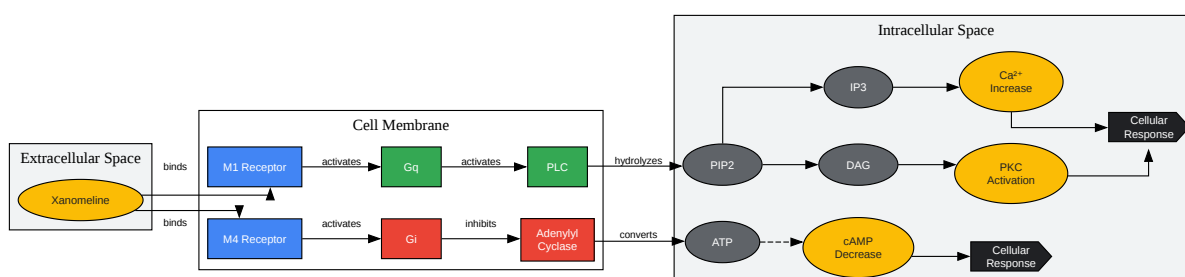 Intracellular Space
Cell Membrane
Extracellular Space
IP3
Ca²⁺
Increase
Cellular
Response
binds
M1 Receptor
activates
Gq
activates
PLC
hydrolyzes
PIP2
DAG
PKC
Activation
Xanomeline
binds
M4 Receptor
activates
Gi
inhibits
Adenylyl
Cyclase
converts
ATP
cAMP
Decrease
Cellular
Response